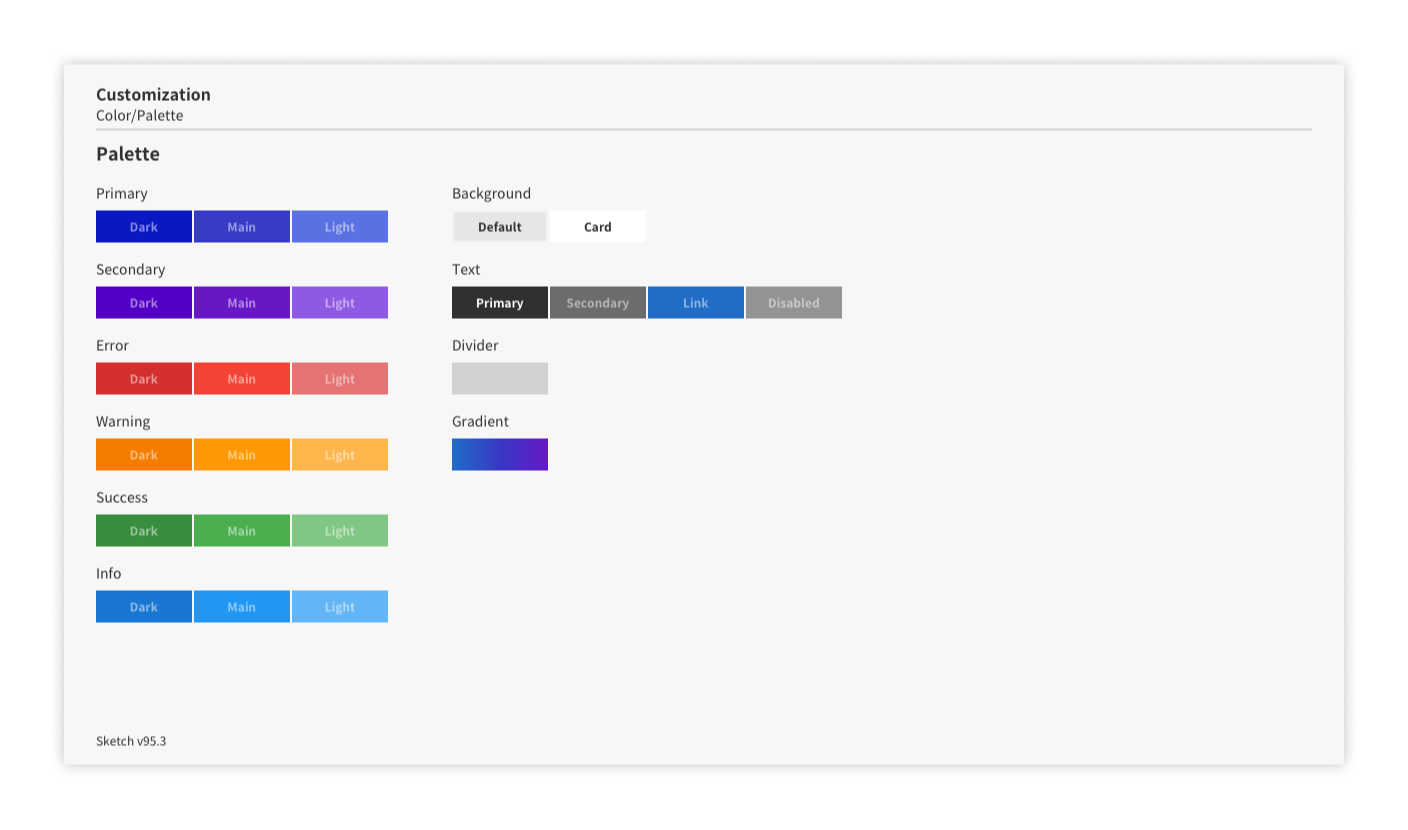 Customization
Color/Palette
Palette
Primary
Dark Main Light
Secondary
Dark Main Light
Error
Dark Main Light
Warning
Dark Main Light
Success
Dark Main Light
Info
Dark Main Light
Background
Default Card
Text
Primary Secondary Link Disabled
Divider
Gradient
Sketch v95.3